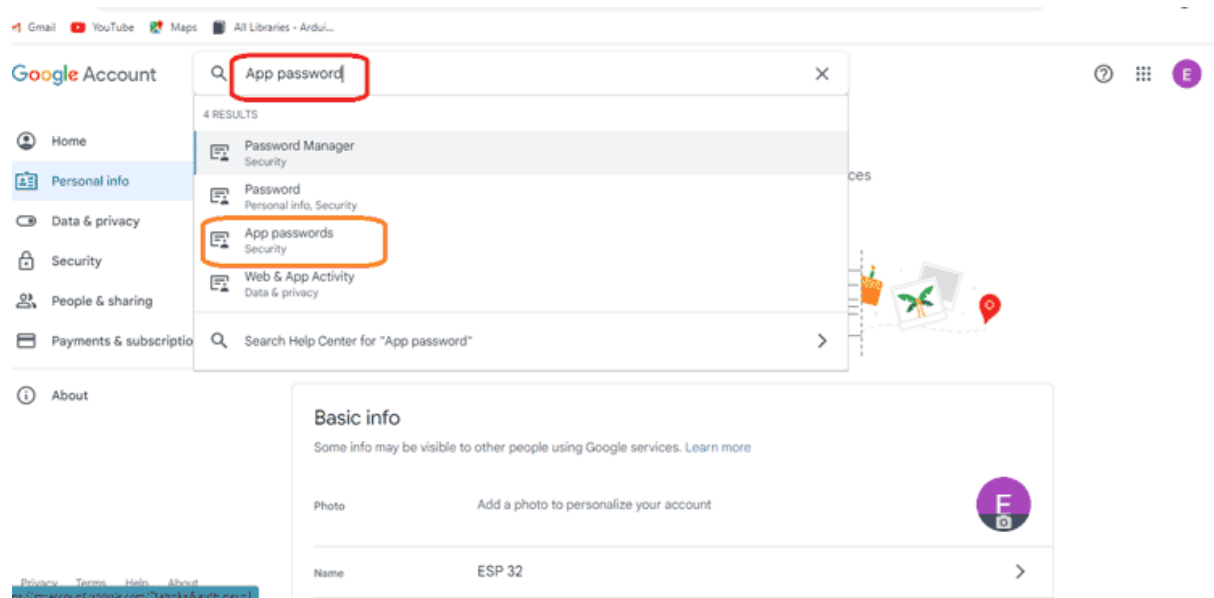 Gmail YouTube Maps All Libraries - Ardui...
Google Account
App password
4 RESULTS
Home
Password Manager
Security
Personal info
Password
Personal info, Security
ces
Data & privacy
App passwords
Security
Security
Web & App Activity
Data & privacy
People & sharing
Payments & subscriptio
Search Help Center for "App password"
About
E
Basic info
Some info may be visible to other people using Google services. Learn more
Photo
Add a photo to personalize your account
Name
ESP 32
Privacy Terms Help About